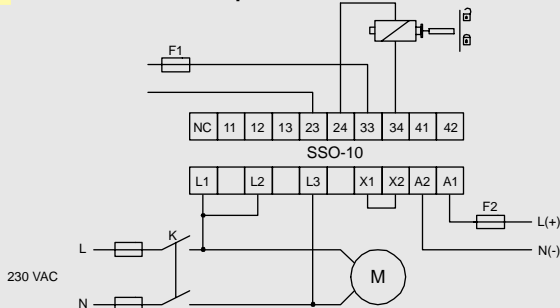 F1
NC 11 12 13 23 24 33 34 41 42
SSO-10
L1 L2 L3 X1 X2 A2 A1
F2
L(+)
K
L
N(-)
M
230 VAC
N